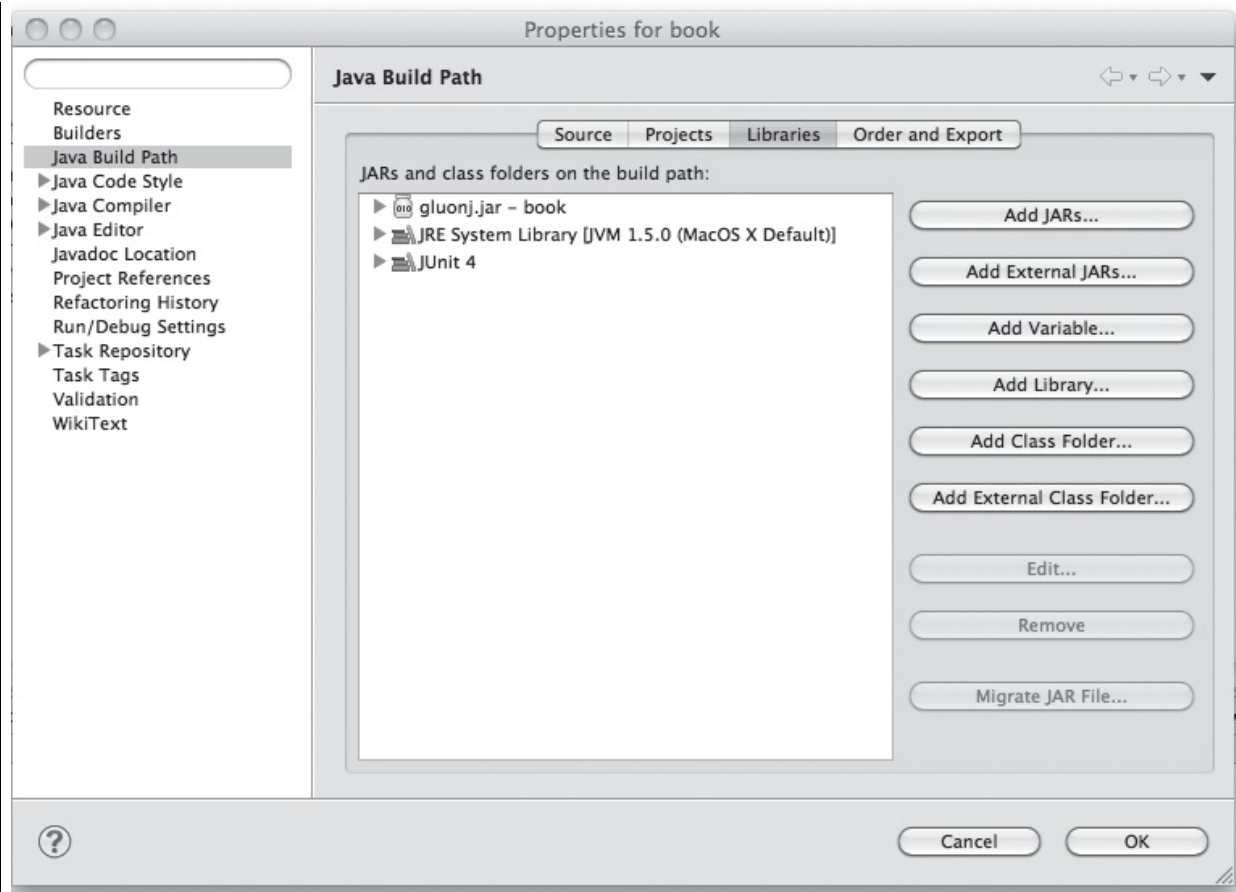 Properties for book
Resource
Builders
Java Build Path
Java Code Style
Java Compiler
Java Editor
Javadoc Location
Project References
Refactoring History
Run/Debug Settings
Task Repository
Task Tags
Validation
WikiText
Java Build Path
Source Projects Libraries Order and Export
JARs and class folders on the build path:
010 gluonj.jar – book
JRE System Library [JVM 1.5.0 (MacOS X Default)]
JUnit 4
Add JARs...
Add External JARs...
Add Variable...
Add Library...
Add Class Folder...
Add External Class Folder...
Edit...
Remove
Migrate JAR File...
?
Cancel OK